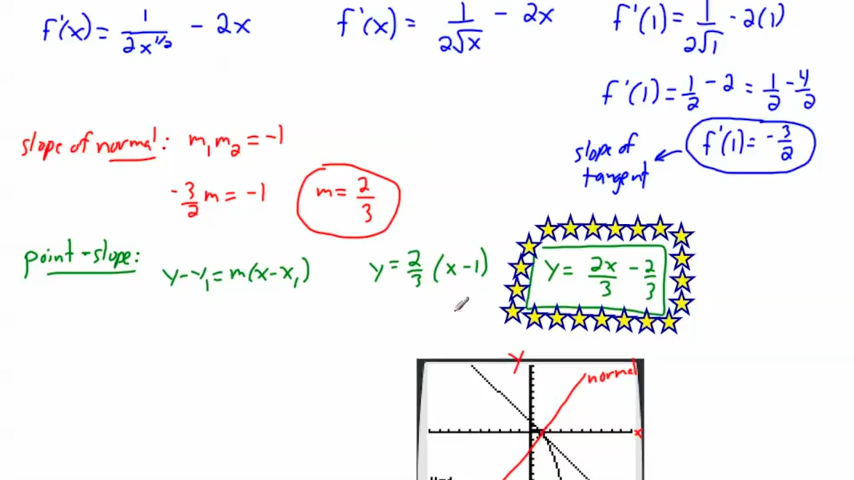 f'(x) = 1/(2x^(1/2)) - 2x
f'(x) = 1/(2√x) - 2x
f'(1) = 1/(2√1) - 2(1)
f'(1) = 1/2 - 2 = 1/2 - 4/2
slope of normal: m₁m₂ = -1
slope of tangent
f'(1) = -3/2
-3/2 m = -1
m = 2/3
point-slope:
y-y₁ = m(x-x₁)
y = 2/3 (x-1)
y = 2x/3 - 2/3
y
normal
x